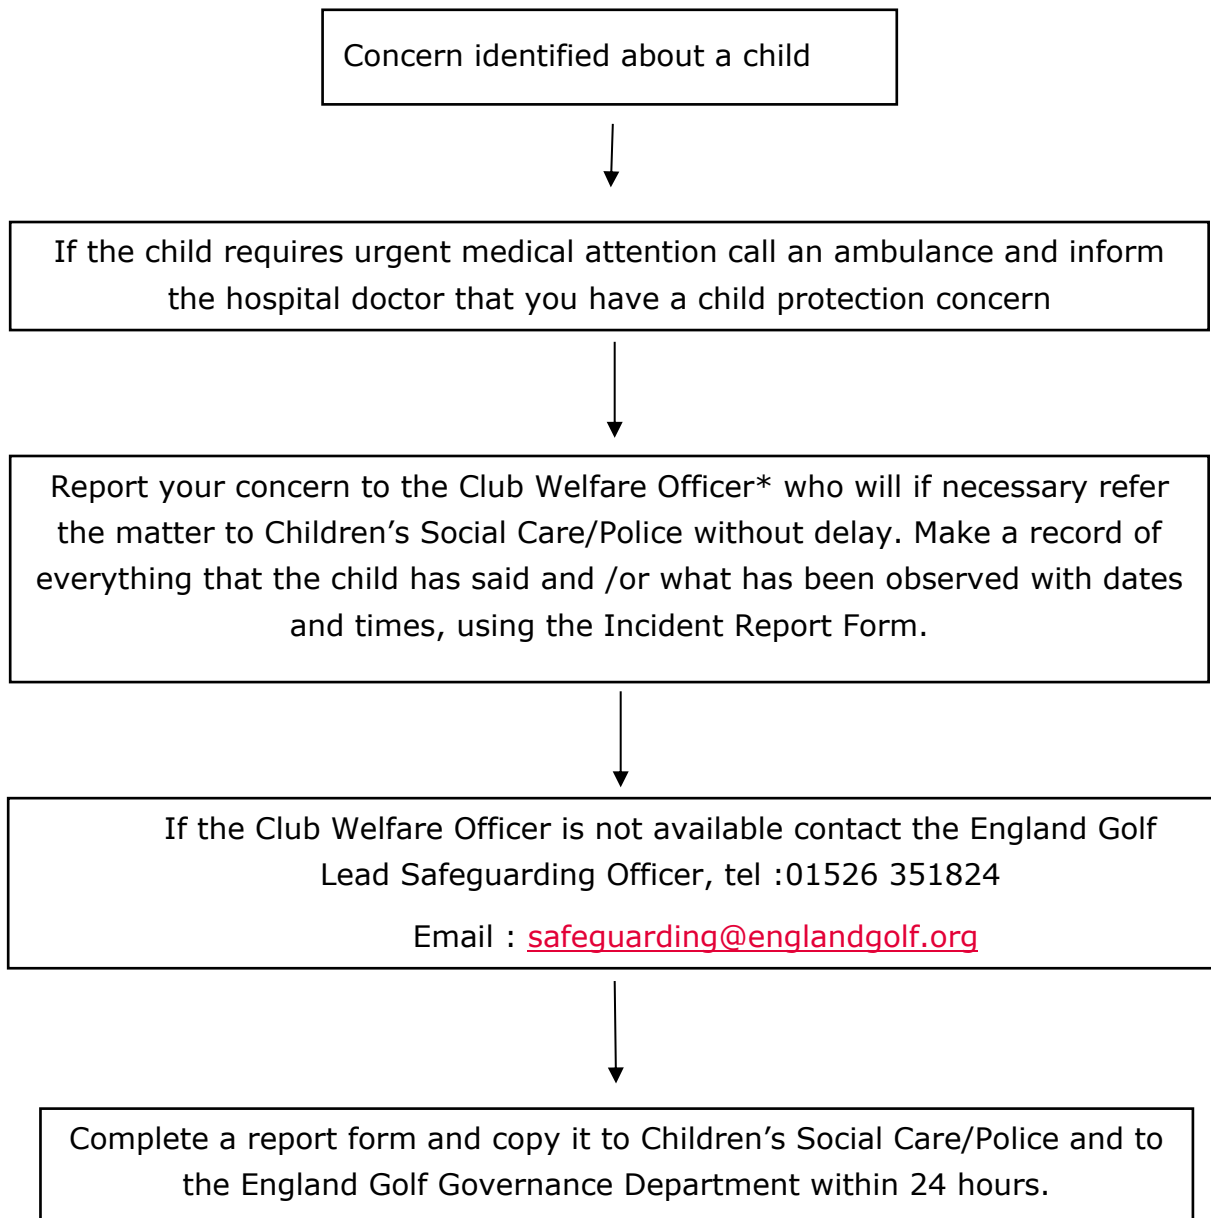 Concern identified about a child
If the child requires urgent medical attention call an ambulance and inform
the hospital doctor that you have a child protection concern
Report your concern to the Club Welfare Officer* who will if necessary refer
the matter to Children’s Social Care/Police without delay. Make a record of
everything that the child has said and /or what has been observed with dates
and times, using the Incident Report Form.
If the Club Welfare Officer is not available contact the England Golf
Lead Safeguarding Officer, tel :01526 351824
Email : safeguarding@englandgolf.org
Complete a report form and copy it to Children’s Social Care/Police and to
the England Golf Governance Department within 24 hours.